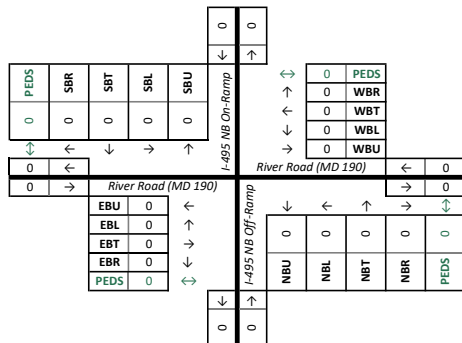 0 0
↓ ↑
PEDS SBR SBT SBL SBU
0 0 0 0 0
↕ ← ↓ → ↑
I-495 NB On-Ramp
↔ 0 PEDS
↑ 0 WBR
← 0 WBT
↓ 0 WBL
→ 0 WBU
0 ←
0 →
River Road (MD 190)
← 0
→ 0
River Road (MD 190)
EBU 0 ←
EBL 0 ↑
EBT 0 →
EBR 0 ↓
PEDS 0 ↔
I-495 NB Off-Ramp
↓ ← ↑ → ↕
0 0 0 0 0
NBU NBL NBT NBR PEDS
↓ ↑
0 0